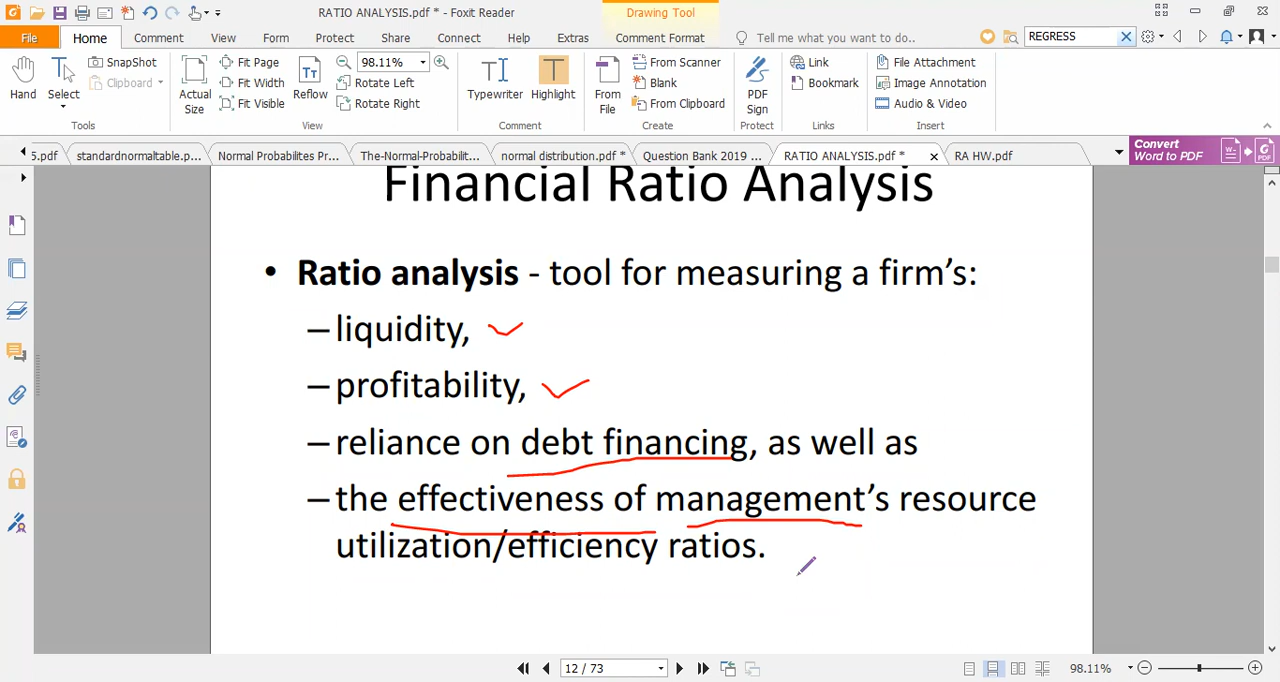 RATIO ANALYSIS.pdf * - Foxit Reader
Drawing Tool
File Home Comment View Form Protect Share Connect Help Extras Comment Format Tell me what you want to do.. REGRESS
Hand
Select
SnapShot
Clipboard
Tools
Actual Size
Fit Page
Fit Width
Fit Visible
Reflow
98.11%
Rotate Left
Rotate Right
View
Typewriter
Highlight
Comment
From File
From Scanner
Blank
From Clipboard
Create
PDF Sign
Protect
Link
Bookmark
Links
File Attachment
Image Annotation
Audio & Video
Insert
5.pdf standardnormaltable.p... Normal Probabilites Pr... The-Normal-Probabilit... normal distribution.pdf * Question Bank 2019 ... RATIO ANALYSIS.pdf * RA HW.pdf
Convert
Word to PDF
Financial Ratio Analysis
• Ratio analysis - tool for measuring a firm's:
– liquidity,
– profitability,
– reliance on debt financing, as well as
– the effectiveness of management's resource
utilization/efficiency ratios.
12 / 73
98.11%